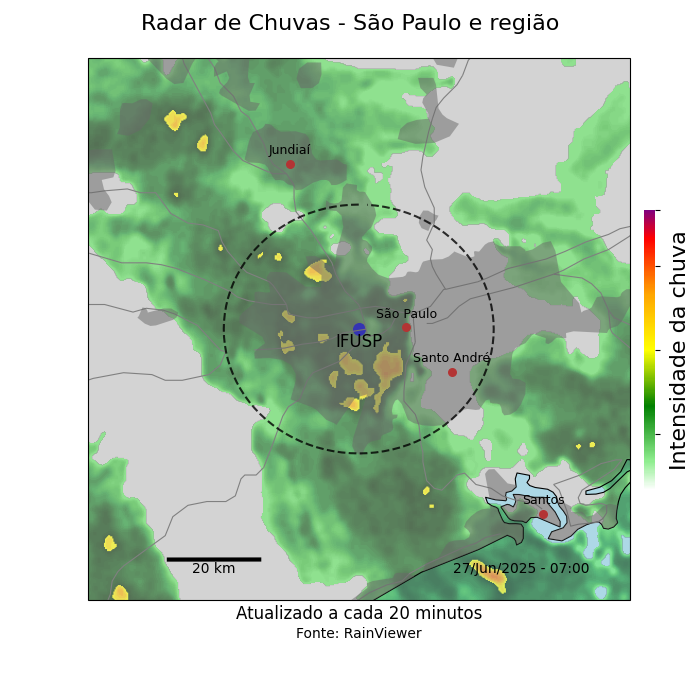 Radar de Chuvas - São Paulo e região
Jundiaí
São Paulo
IFUSP
Santo André
Santos
20 km
27/Jun/2025 - 07:00
Intensidade da chuva
Atualizado a cada 20 minutos
Fonte: RainViewer